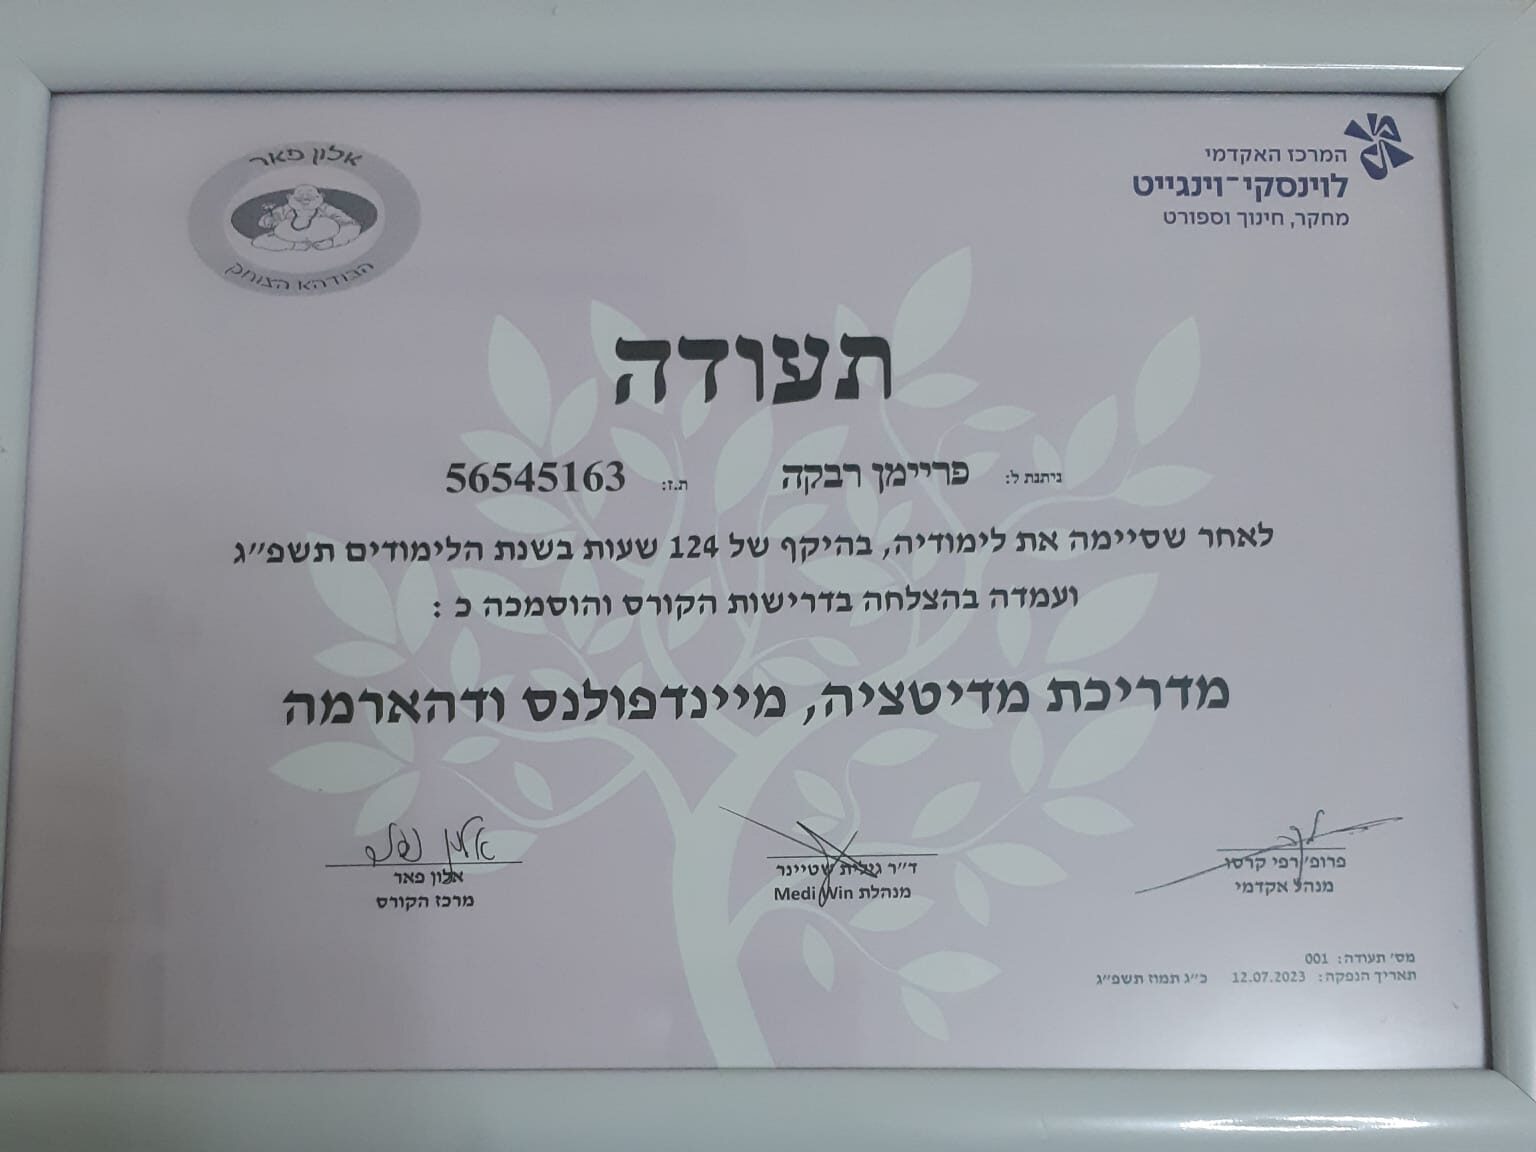 המרכז האקדמי
לוינסקי-וינגייט
מחקר, חינוך וספורט
אלון פאר
הבודהא הצוחק
תעודה
ניתנת ל: פריימן רבקה ת.ז: 56545163
לאחר שסיימה את לימודיה, בהיקף של 124 שעות בשנת הלימודים תשפ״ג
ועמדה בהצלחה בדרישות הקורס והוסמכה כ :
מדריכת מדיטציה, מיינדפולנס ודהארמה
פרופ׳ רפי קרסו
מנהל אקדמי
ד״ר גילית שטיינר
מנהלת Medi Win
אלון פאר
אלון פאר
מרכז הקורס
מס׳ תעודה: 001
תאריך הנפקה: 12.07.2023 כ״ג תמוז תשפ״ג